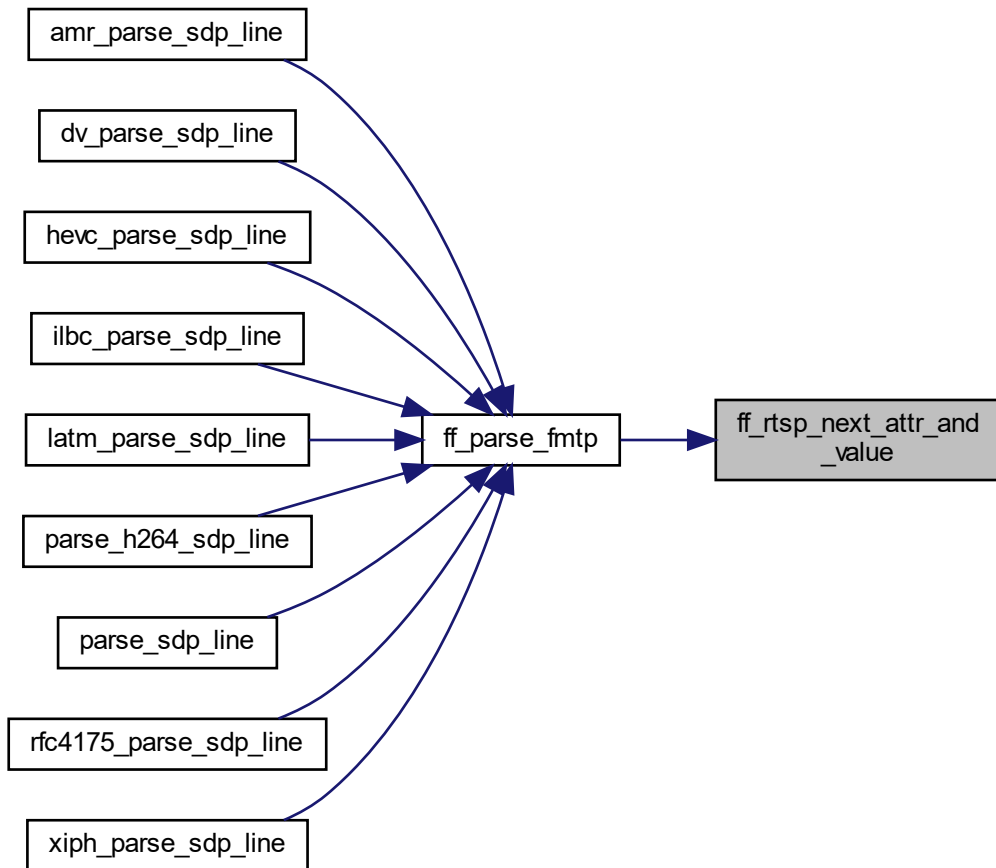 amr_parse_sdp_line
dv_parse_sdp_line
hevc_parse_sdp_line
ilbc_parse_sdp_line
latm_parse_sdp_line
parse_h264_sdp_line
parse_sdp_line
rfc4175_parse_sdp_line
xiph_parse_sdp_line
ff_parse_fmtp
ff_rtsp_next_attr_and
_value